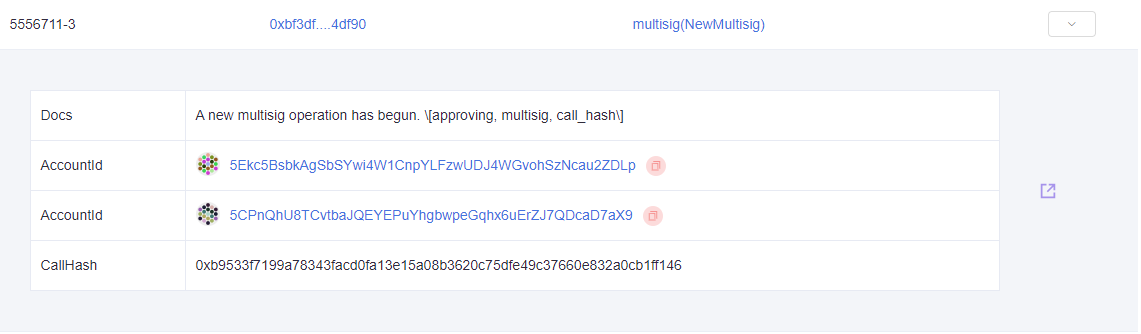 5556711-3 0xbf3df....4df90 multisig(NewMultisig)
Docs A new multisig operation has begun. \[approving, multisig, call_hash\]
AccountId 5Ekc5BsbkAgSbSYwi4W1CnpYLFzwUDJ4WGvohSzNcau2ZDLp
AccountId 5CPnQhU8TCvtbaJQEYEPuYhgbwpeGqhx6uErZJ7QDcaD7aX9
CallHash 0xb9533f7199a78343facd0fa13e15a08b3620c75dfe49c37660e832a0cb1ff146